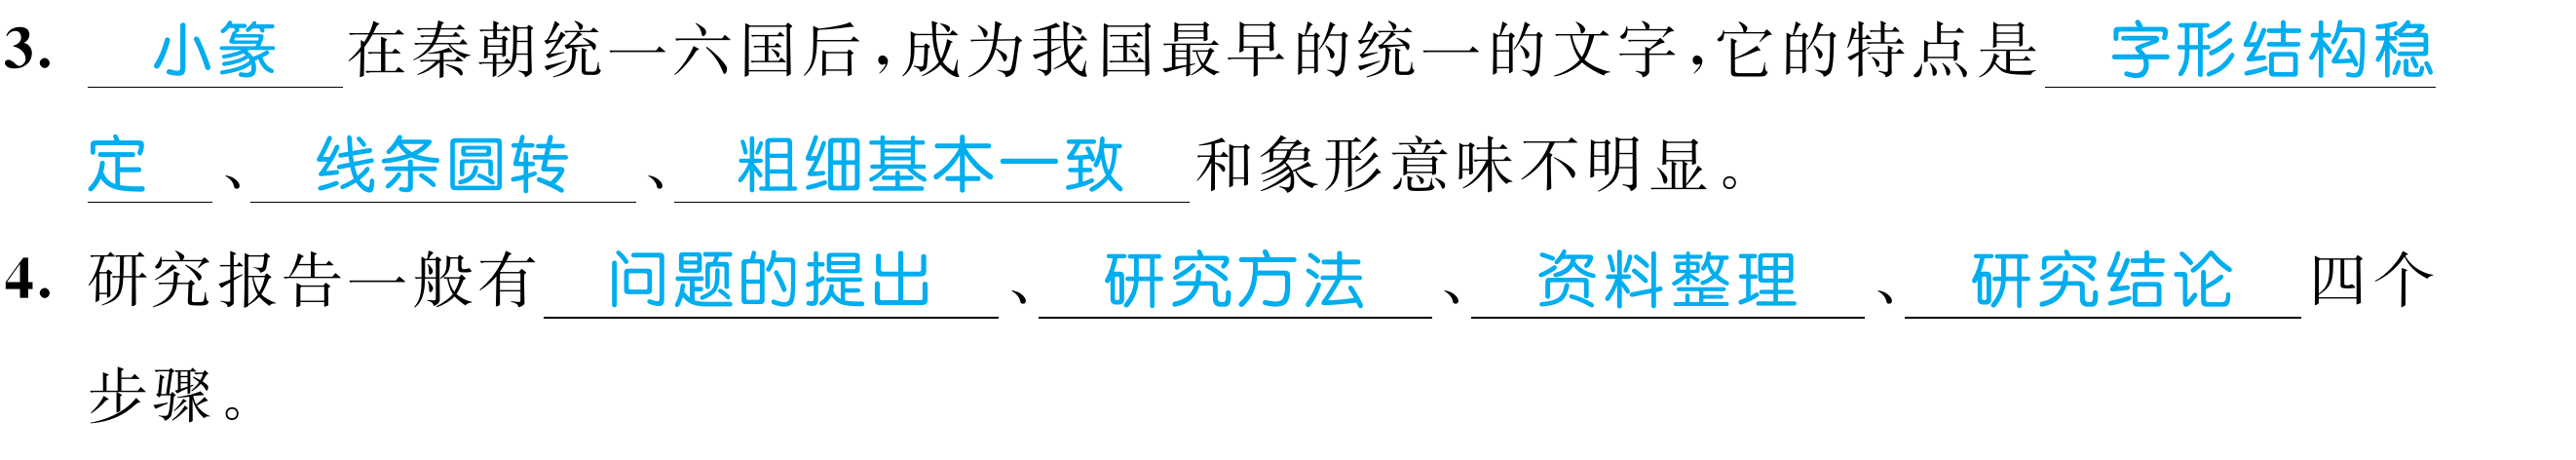 3. 小篆 在秦朝统一六国后,成为我国最早的统一的文字,它的特点是 字形结构稳
定 、 线条圆转 、 粗细基本一致 和象形意味不明显。
4. 研究报告一般有 问题的提出 、 研究方法 、 资料整理 、 研究结论 四个
步骤。